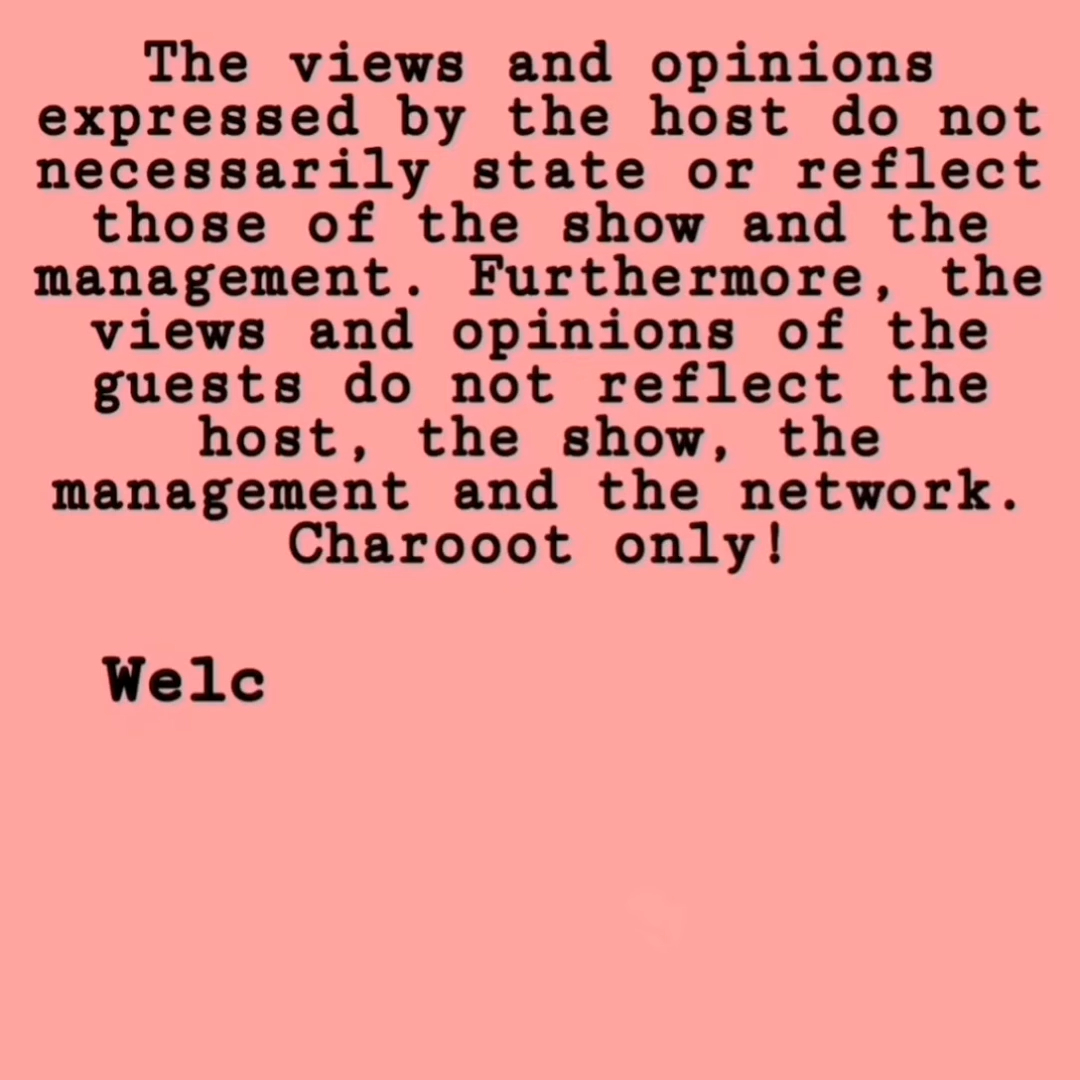 The views and opinions
expressed by the host do not
necessarily state or reflect
those of the show and the
management. Furthermore, the
views and opinions of the
guests do not reflect the
host, the show, the
management and the network.
Charooot only!
Welc